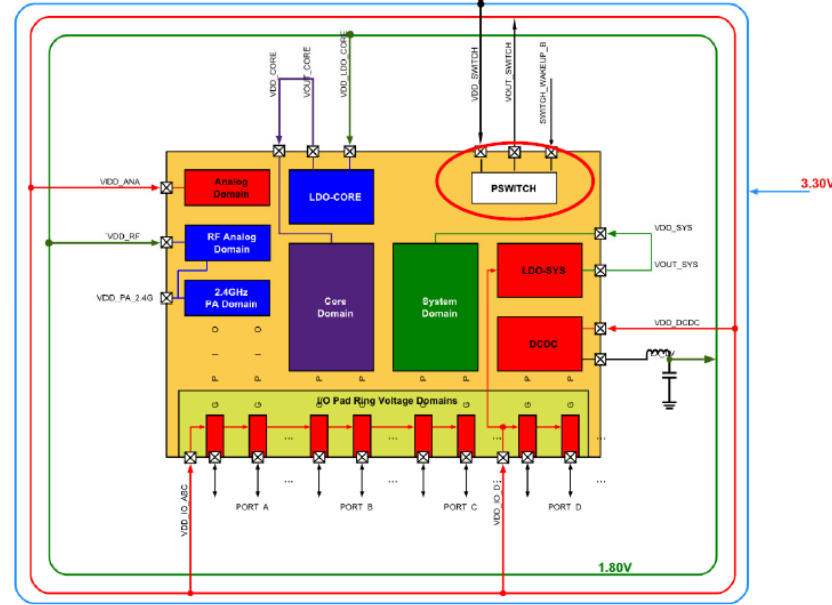 VDD_CORE
VOUT_CORE
VDD_LDO_CORE
VDD_SWITCH
VOUT_SWITCH
SWITCH_WAKEUP_B
3.30V
VDD_ANA
Analog
Domain
LDO-CORE
PSWITCH
VDD_RF
RF Analog
Domain
VDD_SYS
VDD_PA_2.4G
2.4GHz
PA Domain
Core
Domain
System
Domain
LDO-SYS
VOUT_SYS
DCDC
VDD_DCDC
O
O
I
I
P
P
P
P
P
P
P
P
G
G
G
G
G
G
G
G
I/O Pad Ring Voltage Domains
...
...
...
...
...
...
...
...
VDD_IO_ABC
PORT A
PORT B
PORT C
VDD_IO_D
PORT D
1.80V